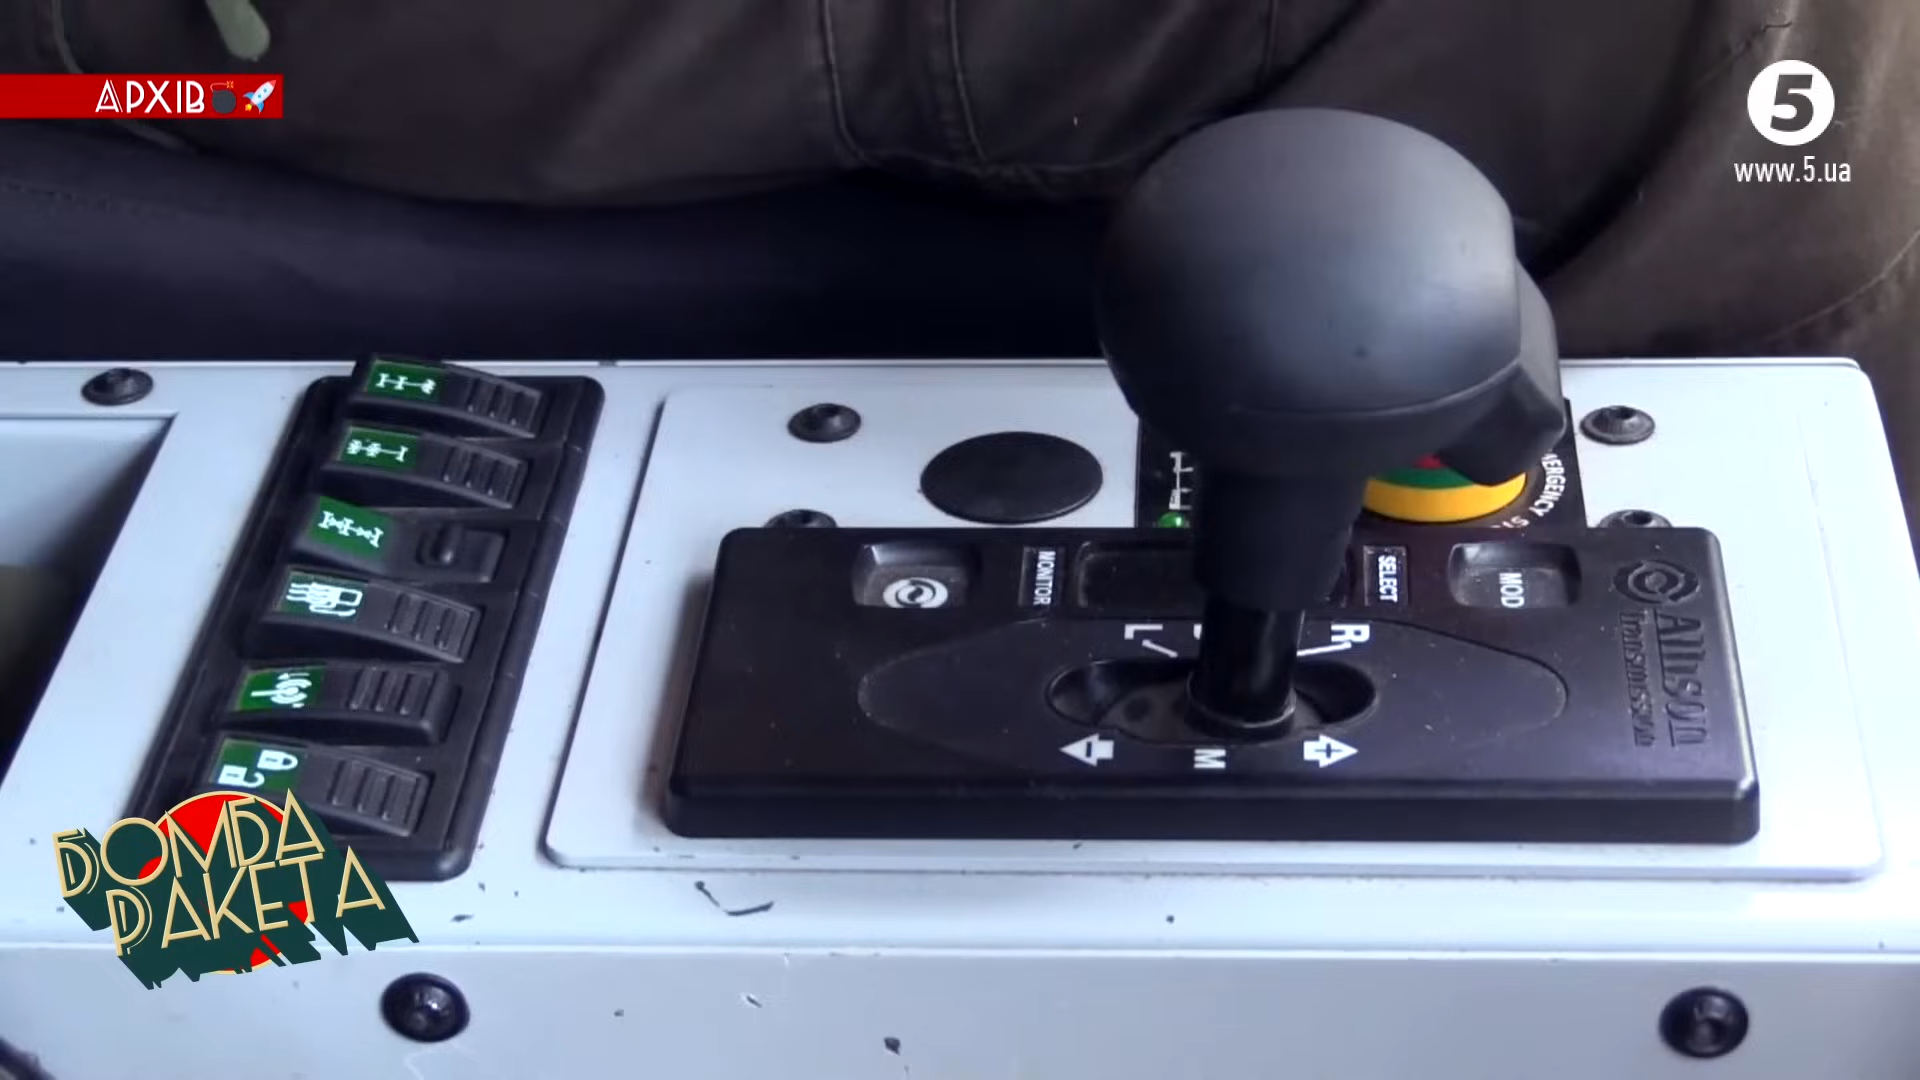 АРХІВ
5
www.5.ua
MONITOR
SELECT
MOD
L
R
M
Allison
Transmission
БОМБА
РАКЕТА